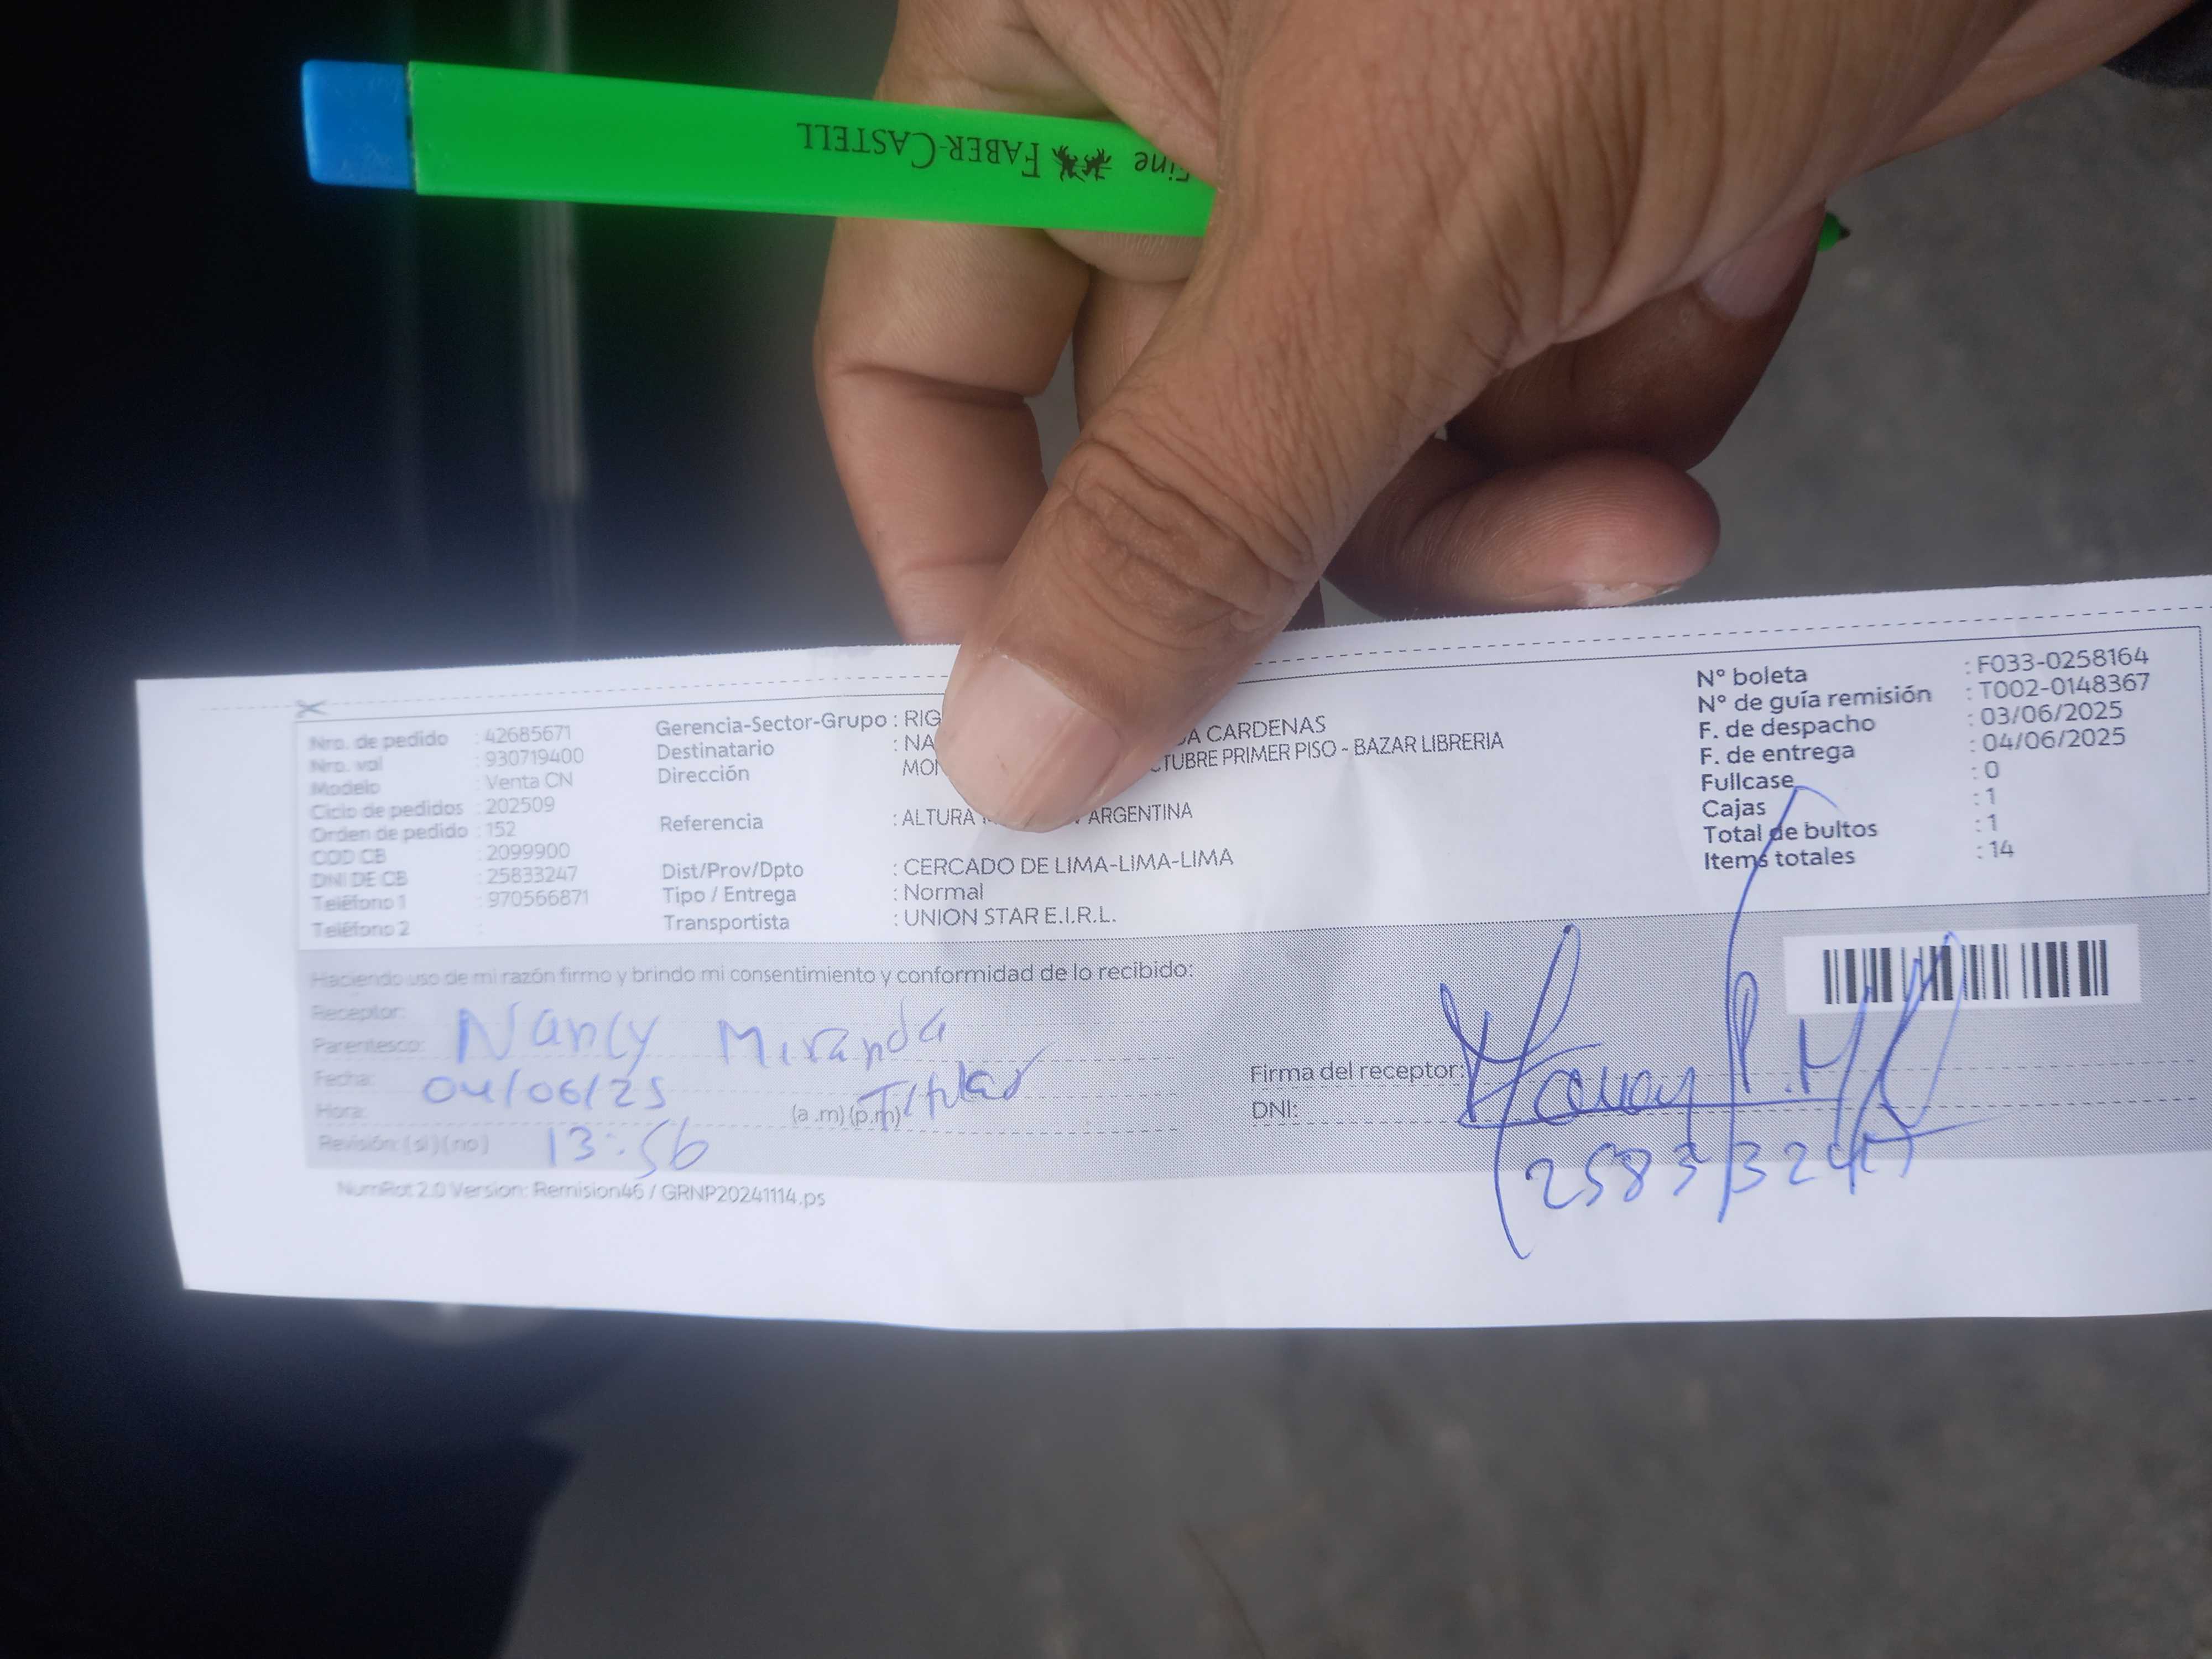 Fine FABER-CASTELL
Nro. de pedido : 42685671
Nro. val : 930719400
Modelo : Venta CN
Ciclo de pedidos : 202509
Orden de pedido : 152
COD CB : 2099900
DNI DE CB : 25833247
Teléfono 1 : 970566871
Teléfono 2 :
Gerencia-Sector-Grupo : RIG
Destinatario : NA CARDENAS
Dirección MON PRIMER PISO - BAZAR LIBRERIA
Referencia : ALTURA ARGENTINA
Dist/Prov/Dpto : CERCADO DE LIMA-LIMA-LIMA
Tipo / Entrega : Normal
Transportista : UNION STAR E.I.R.L.
N° boleta : F033-0258164
N° de guía remisión : T002-0148367
F. de despacho : 03/06/2025
F. de entrega : 04/06/2025
Fullcase : 0
Cajas : 1
Total de bultos : 1
Items totales : 14
Haciendo uso de mi razón firmo y brindo mi consentimiento y conformidad de lo recibido:
Receptor: Nancy Miranda
Parentesco: Titular
Fecha: 04/06/25
Hora: 13:56 (a.m) (p.m)
Revisión: (si) (no)
Firma del receptor:
DNI: 25833247
NumRot 2.0 Version: Remision46 / GRNP20241114.ps